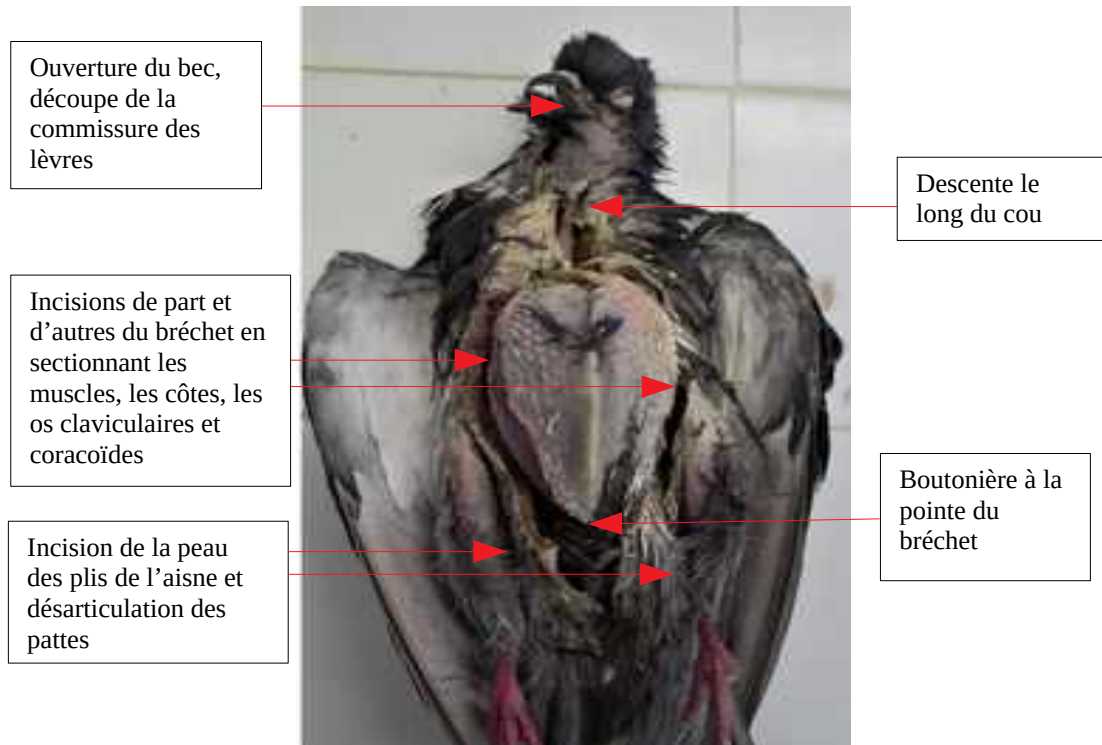 Ouverture du bec,
découpe de la
commissure des
lèvres
Descente le
long du cou
Incisions de part et
d’autres du bréchet en
sectionnant les
muscles, les côtes, les
os claviculaires et
coracoïdes
Boutonière à la
pointe du
bréchet
Incision de la peau
des plis de l’aisne et
désarticulation des
pattes